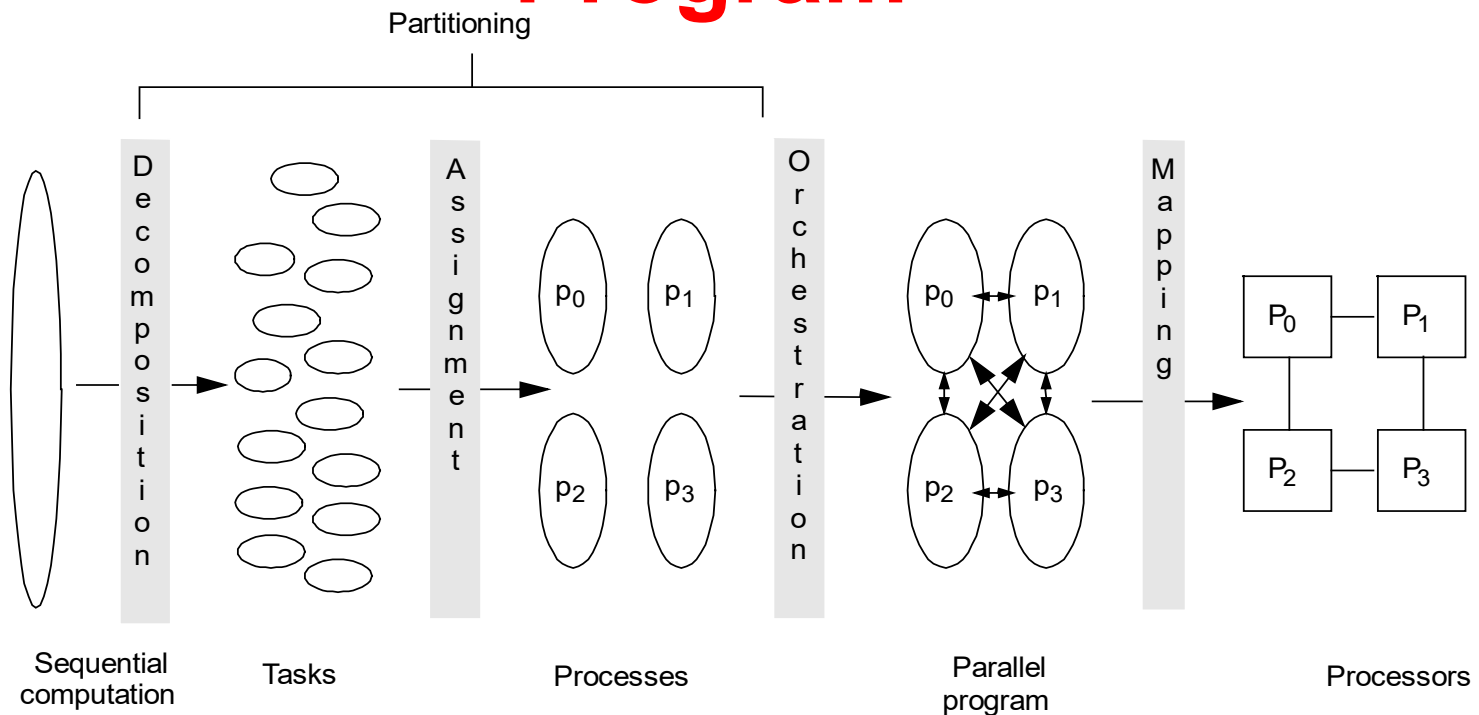 Program
Partitioning
Decomposition
Assignment
Orchestration
Mapping
p0
p1
p2
p3
p0
p1
p2
p3
P0
P1
P2
P3
Sequential
computation
Tasks
Processes
Parallel
program
Processors